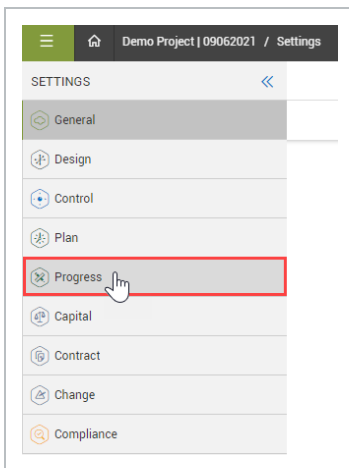 Demo Project | 09062021 / Settings
SETTINGS
General
Design
Control
Plan
Progress
Capital
Contract
Change
Compliance